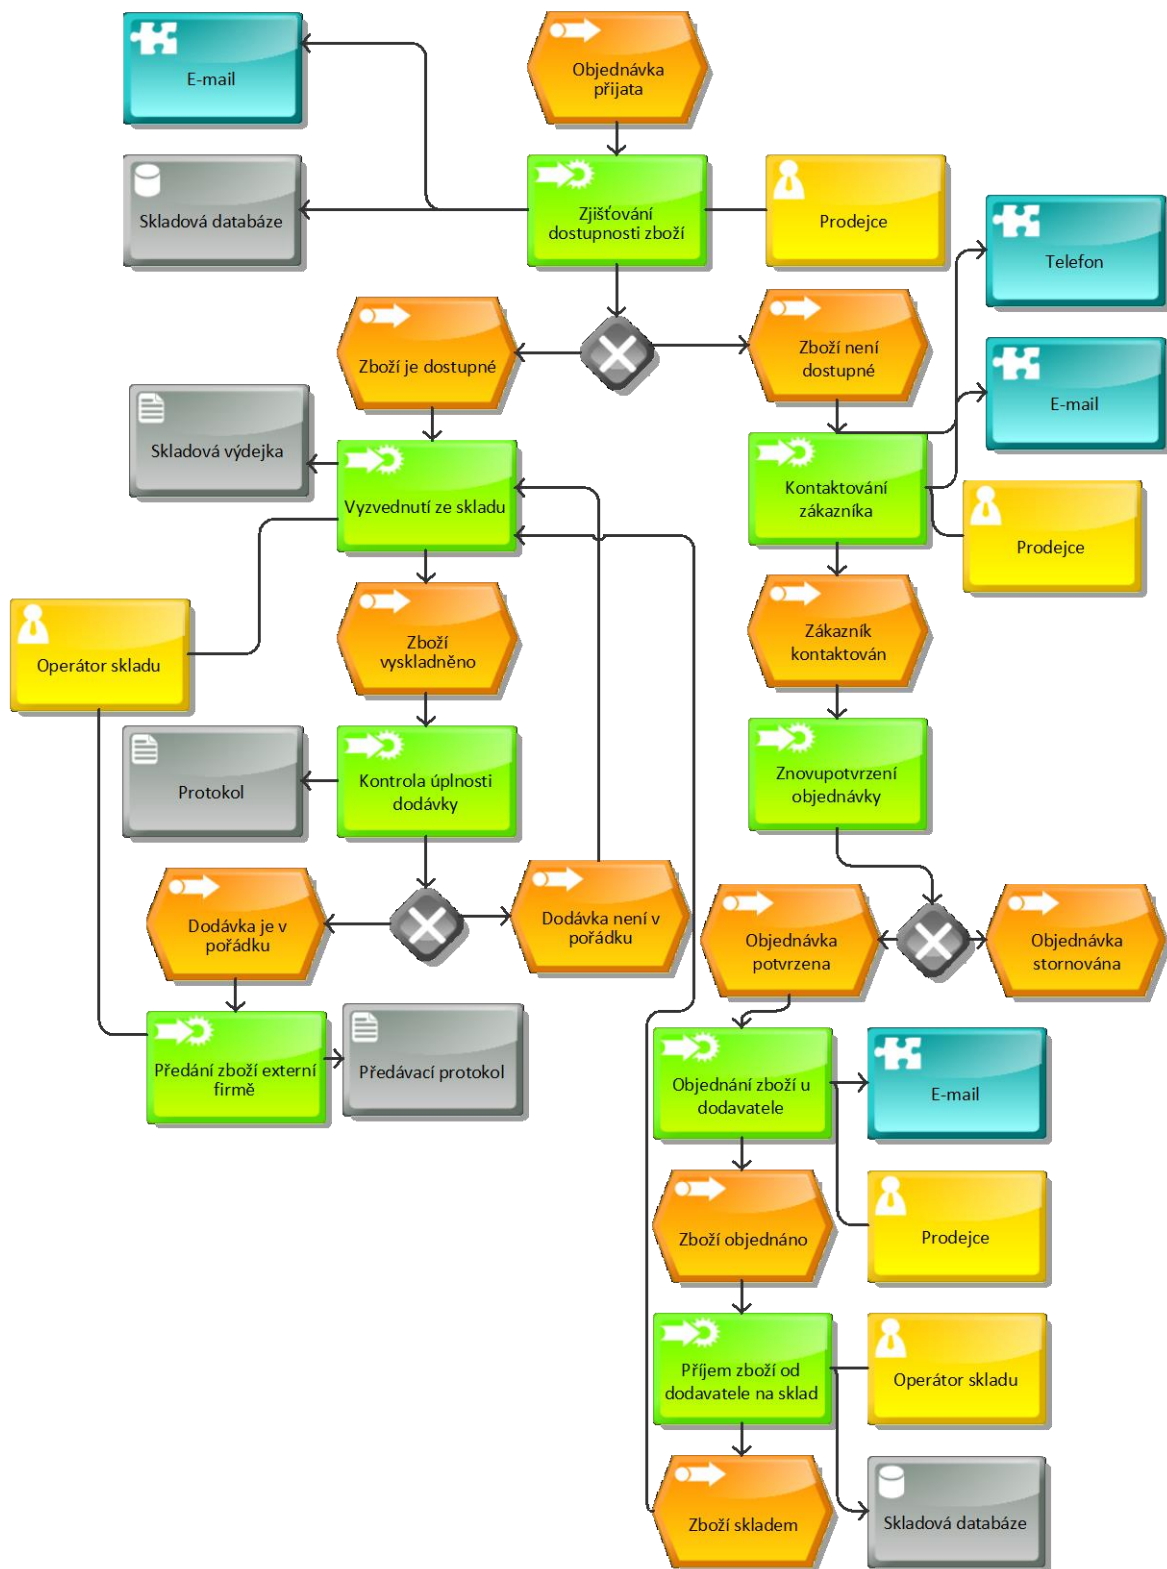 E-mail
Objednávka
přijata
Skladová databáze
Zjišťování
dostupnosti zboží
Prodejce
Telefon
Zboží je dostupné
Zboží není
dostupné
E-mail
Skladová výdejka
Vyzvednutí ze skladu
Kontaktování
zákazníka
Prodejce
Operátor skladu
Zboží
vyskladněno
Zákazník
kontaktován
Protokol
Kontrola úplnosti
dodávky
Znovupotvrzení
objednávky
Dodávka je v
pořádku
Dodávka není v
pořádku
Objednávka
potvrzena
Objednávka
stornována
Předání zboží externí
firmě
Předávací protokol
Objednání zboží u
dodavatele
E-mail
Zboží objednáno
Prodejce
Příjem zboží od
dodavatele na sklad
Operátor skladu
Zboží skladem
Skladová databáze